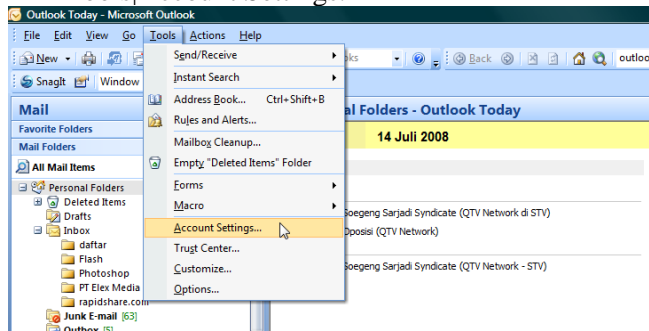 Outlook Today - Microsoft Outlook
File Edit View Go Tools Actions Help
New
Back
outloo
SnagIt Window
Send/Receive
Instant Search
Address Book... Ctrl+Shift+B
Rules and Alerts...
Mailbox Cleanup...
Empty "Deleted Items" Folder
Forms
Macro
Account Settings...
Trust Center...
Customize...
Options...
Mail
Favorite Folders
Mail Folders
All Mail Items
Personal Folders
Deleted Items
Drafts
Inbox
daftar
Flash
Photoshop
PT Elex Media
rapidshare.com
Junk E-mail [63]
Outbox [5]
al Folders - Outlook Today
14 Juli 2008
Soegeng Sarjadi Syndicate (QTV Network di STV)
Oposisi (QTV Network)
Soegeng Sarjadi Syndicate (QTV Network - STV)